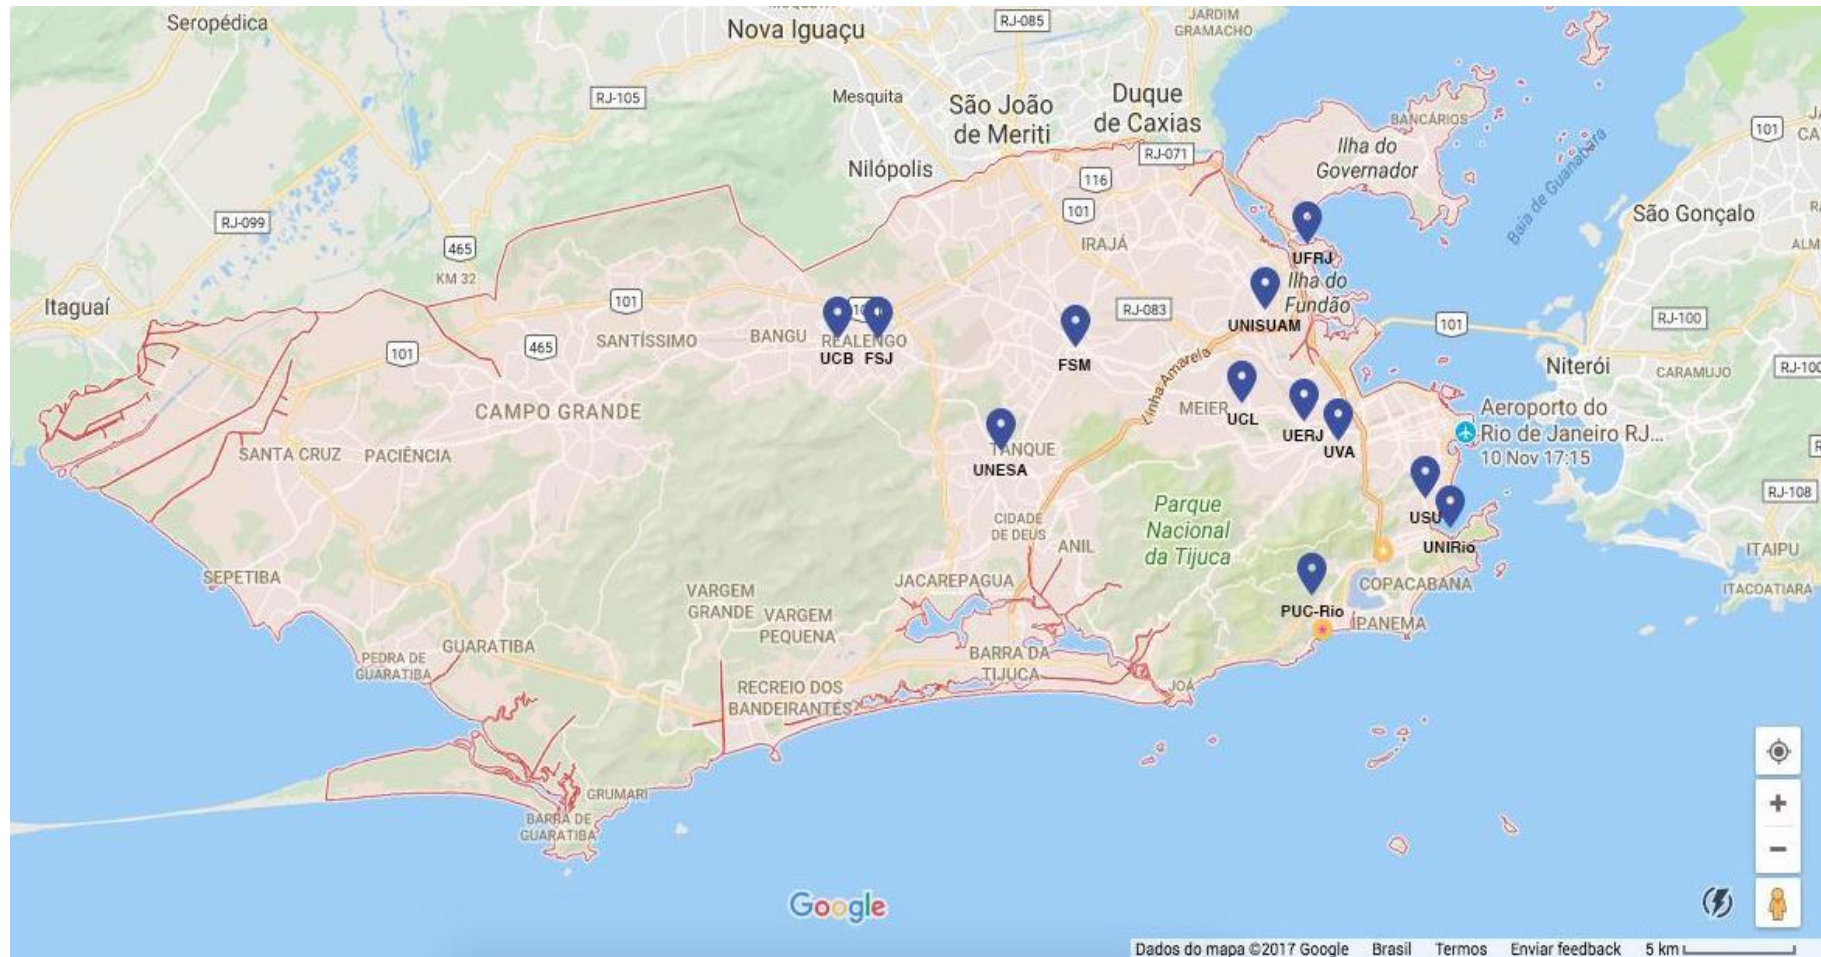 Seropédica
Nova Iguaçu
RJ-085
JARDIM
GRAMACHO
RJ-105
Mesquita
São João
de Meriti
Duque
de Caxias
BANCÁRIOS
101
Ilha do
Governador
RJ-071
Nilópolis
116
101
RJ-099
465
KM 32
IRAJÁ
São Gonçalo
Baia de Guanabara
UFRJ
Ilha do
Fundão
Itaguaí
101
RJ-083
UNISUAM
101
RJ-100
SANTÍSSIMO
BANGU
REALENGO
UCB
FSJ
FSM
101
465
Linha Amarela
Niterói
CARAMUJO
CAMPO GRANDE
MEIER
UCL
UERJ
UVA
Aeroporto do
Rio de Janeiro RJ...
10 Nov 17:15
SANTA CRUZ
PACIÊNCIA
TANQUE
UNESA
RJ-108
Parque
Nacional
da Tijuca
USU
UNIRio
CIDADE
DE DEUS
ANIL
ITAIPU
SEPETIBA
JACAREPAGUA
COPACABANA
ITACOATIARA
VARGEM
GRANDE
VARGEM
PEQUENA
PUC-Rio
IPANEMA
GUARATIBA
PEDRA DE
GUARATIBA
BARRA DA
TIJUCA
RECREIO DOS
BANDEIRANTES
JOÁ
GRUMARI
BARRA DE
GUARATIBA
Google
Dados do mapa ©2017 Google Brasil Termos Enviar feedback 5 km